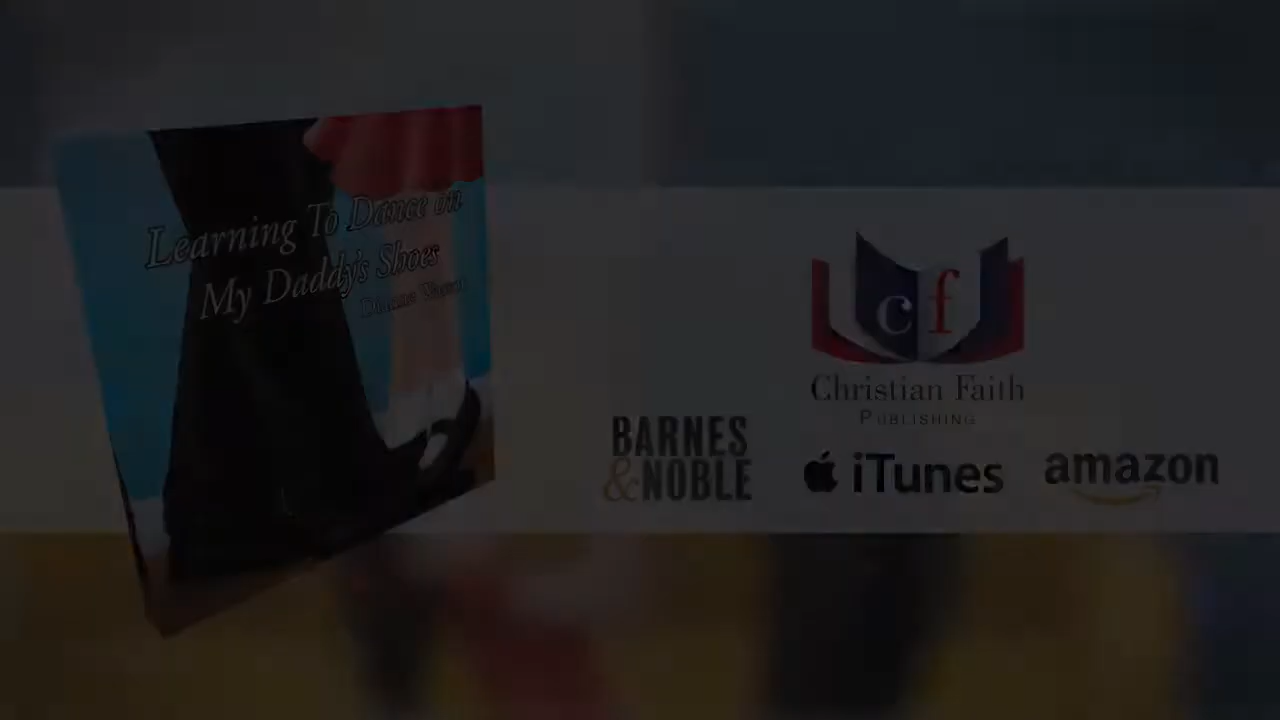 Learning To Dance on
My Daddy's Shoes
cf
Christian Faith
PUBLISHING
BARNES
&NOBLE
iTunes
amazon